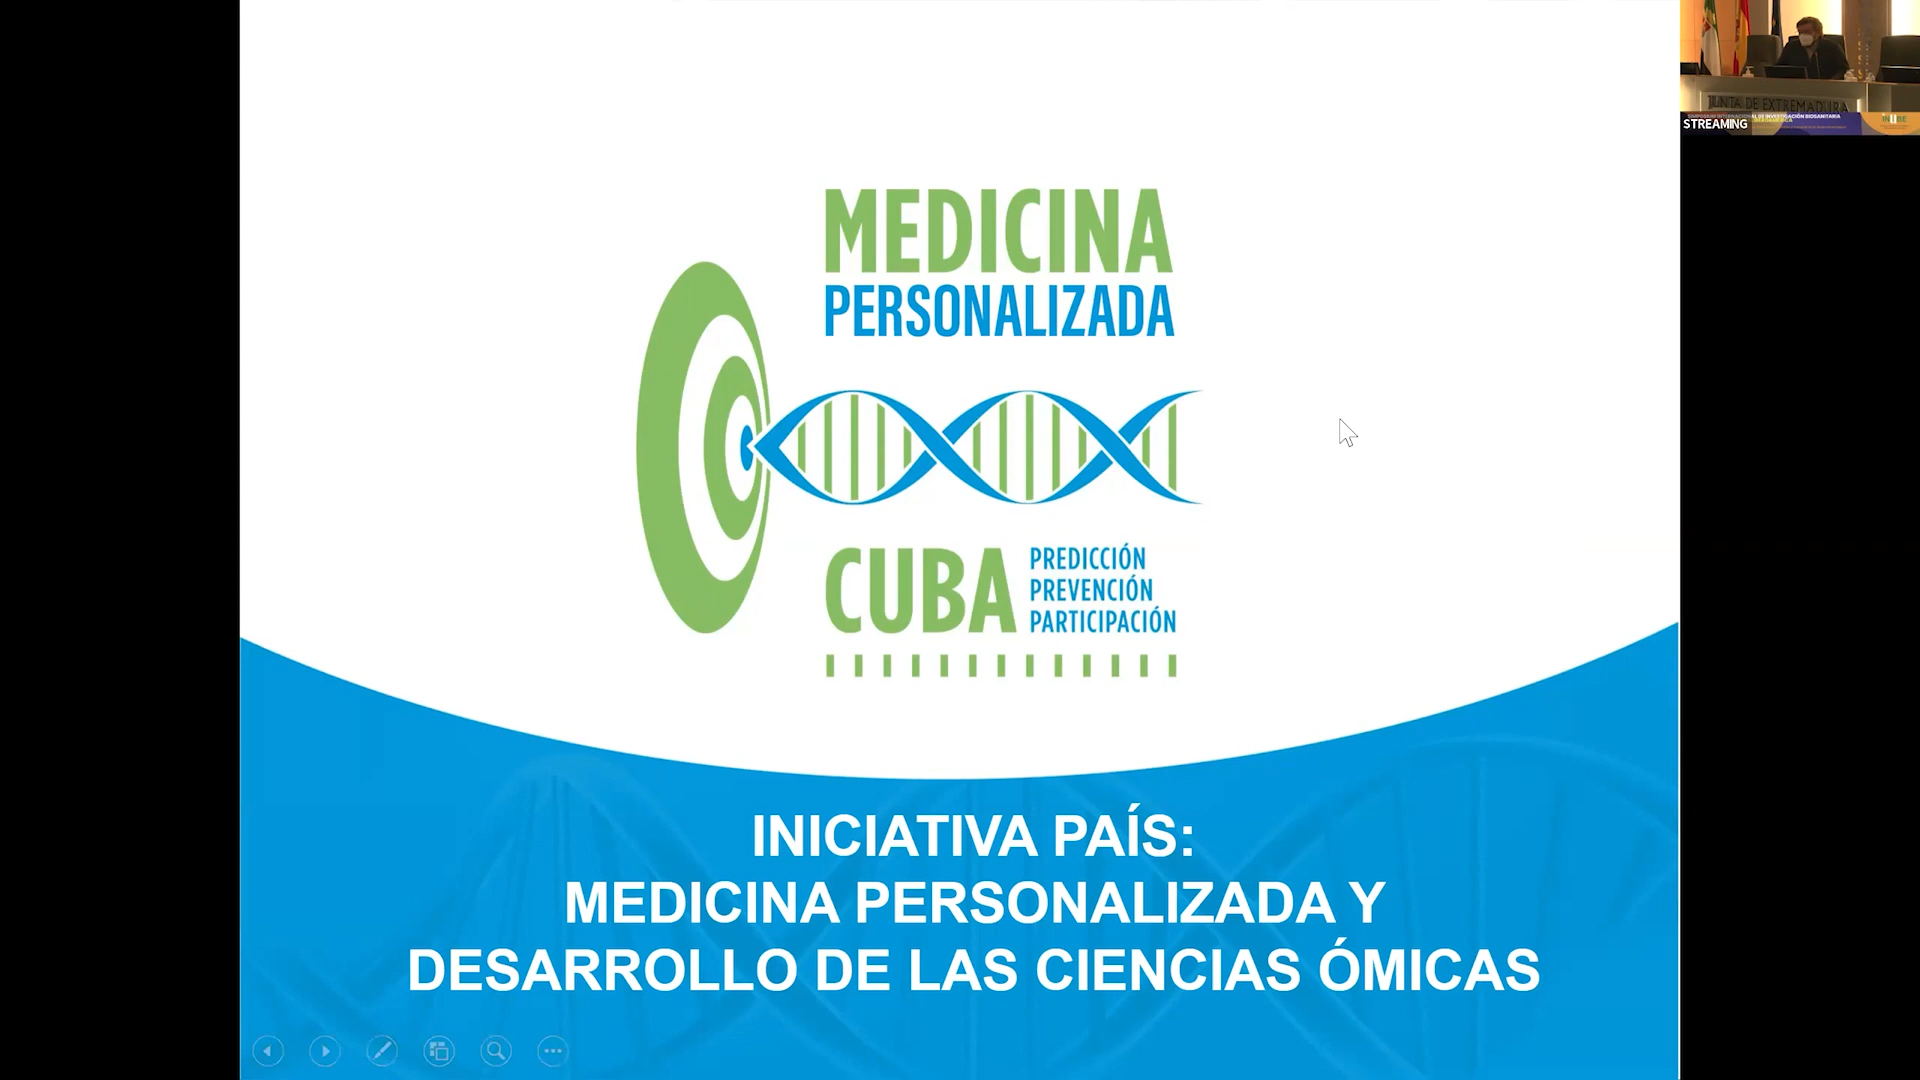 MEDICINA
PERSONALIZADA
CUBA
PREDICCIÓN
PREVENCIÓN
PARTICIPACIÓN
INICIATIVA PAÍS:
MEDICINA PERSONALIZADA Y
DESARROLLO DE LAS CIENCIAS ÓMICAS
JUNTA DE EXTREMADURA
STREAMING